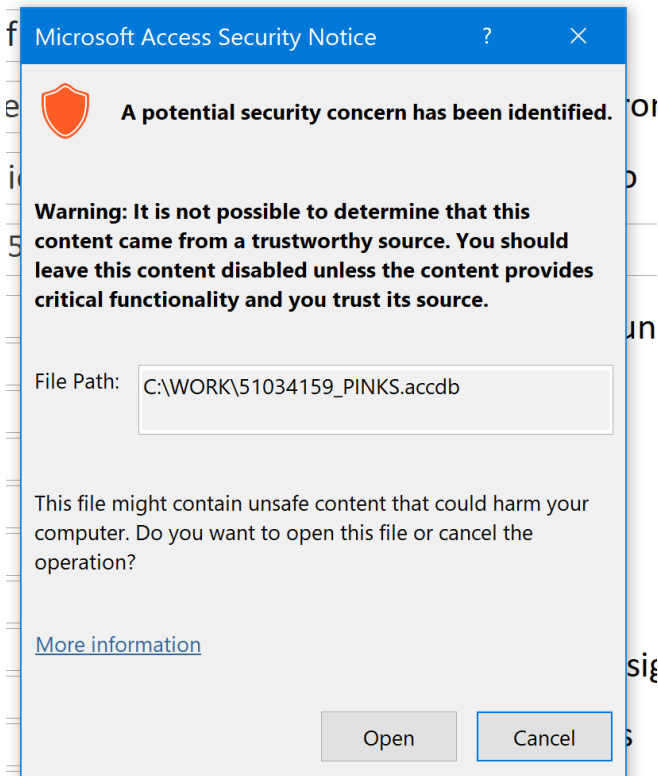 Microsoft Access Security Notice ?
A potential security concern has been identified.
Warning: It is not possible to determine that this
content came from a trustworthy source. You should
leave this content disabled unless the content provides
critical functionality and you trust its source.
File Path: C:\WORK\51034159_PINKS.accdb
This file might contain unsafe content that could harm your
computer. Do you want to open this file or cancel the
operation?
More information
Open Cancel